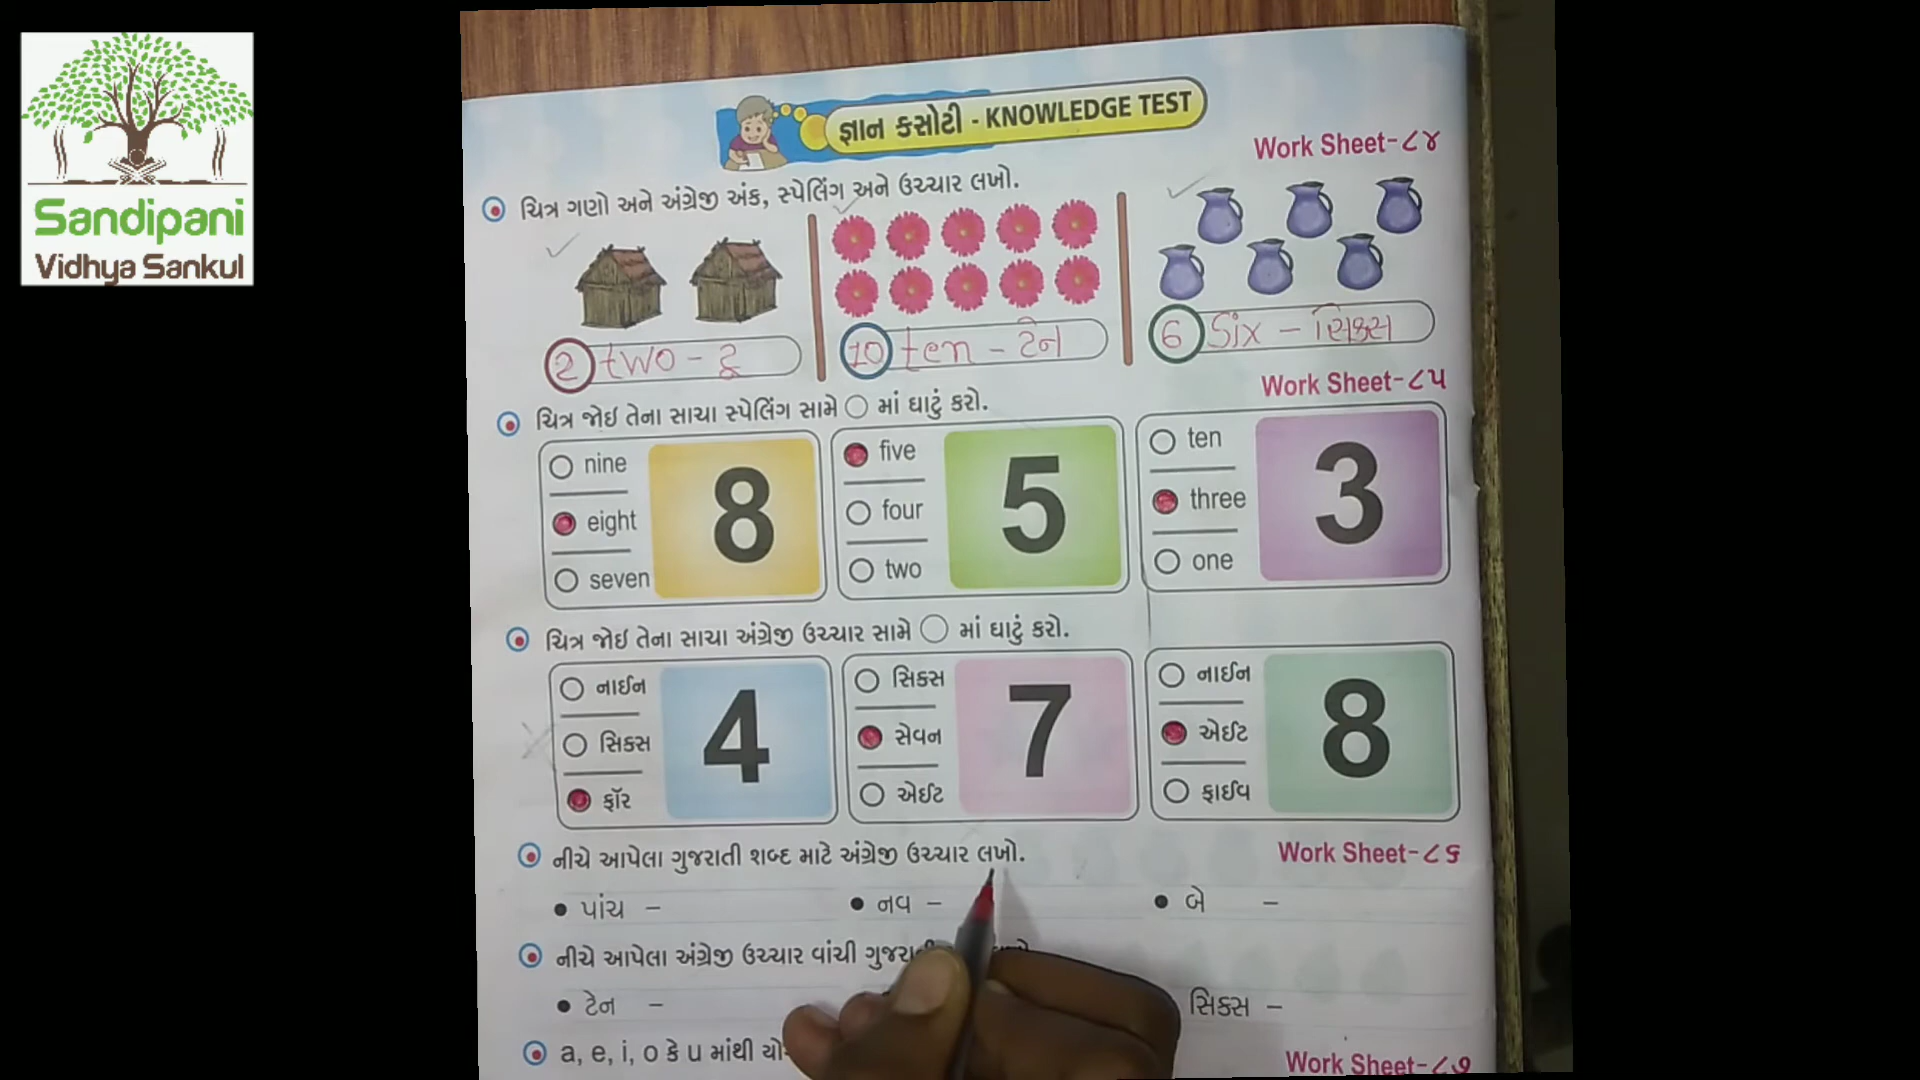 Sandipani
Vidhya Sankul
જ્ઞાન કસોટી - KNOWLEDGE TEST
Work Sheet-૮૪
ચિત્ર ગણો અને અંગ્રેજી અંક, સ્પેલિંગ અને ઉચ્ચાર લખો.
2 two - ટૂ
10 ten - ટેન
6 Six - સિક્સ
Work Sheet-૮૫
ચિત્ર જોઈ તેના સાચા સ્પેલિંગ સામે ○ માં ઘાટું કરો.
nine
eight
seven
8
five
four
two
5
ten
three
one
3
ચિત્ર જોઈ તેના સાચા અંગ્રેજી ઉચ્ચાર સામે ○ માં ઘાટું કરો.
નાઈન
સિક્સ
ફૉર
4
સિક્સ
સેવન
એઈટ
7
નાઈન
એઈટ
ફાઈવ
8
નીચે આપેલા ગુજરાતી શબ્દ માટે અંગ્રેજી ઉચ્ચાર લખો.
Work Sheet-૮૬
• પાંચ –
• નવ –
• બે –
નીચે આપેલા અંગ્રેજી ઉચ્ચાર વાંચી
• ટેન –
સિક્સ –
a, e, i, o કે u માંથી
Work Sheet-૮૭